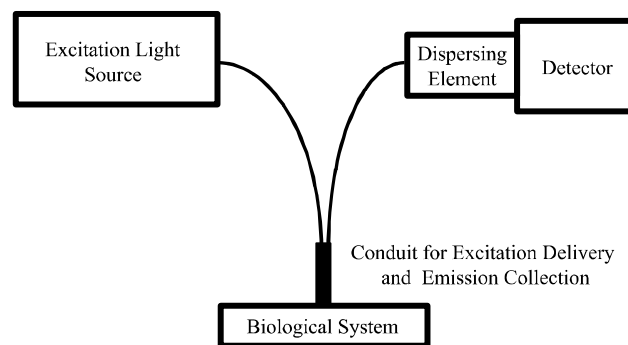 Excitation Light
Source
Dispersing
Element
Detector
Conduit for Excitation Delivery
and Emission Collection
Biological System